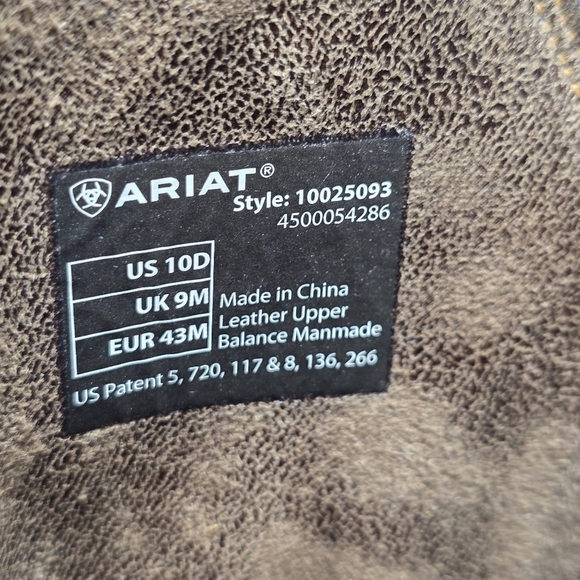 ARIAT®
Style: 10025093
4500054286
US 10D
UK 9M
EUR 43M
Made in China
Leather Upper
Balance Manmade
US Patent 5, 720, 117 & 8, 136, 266